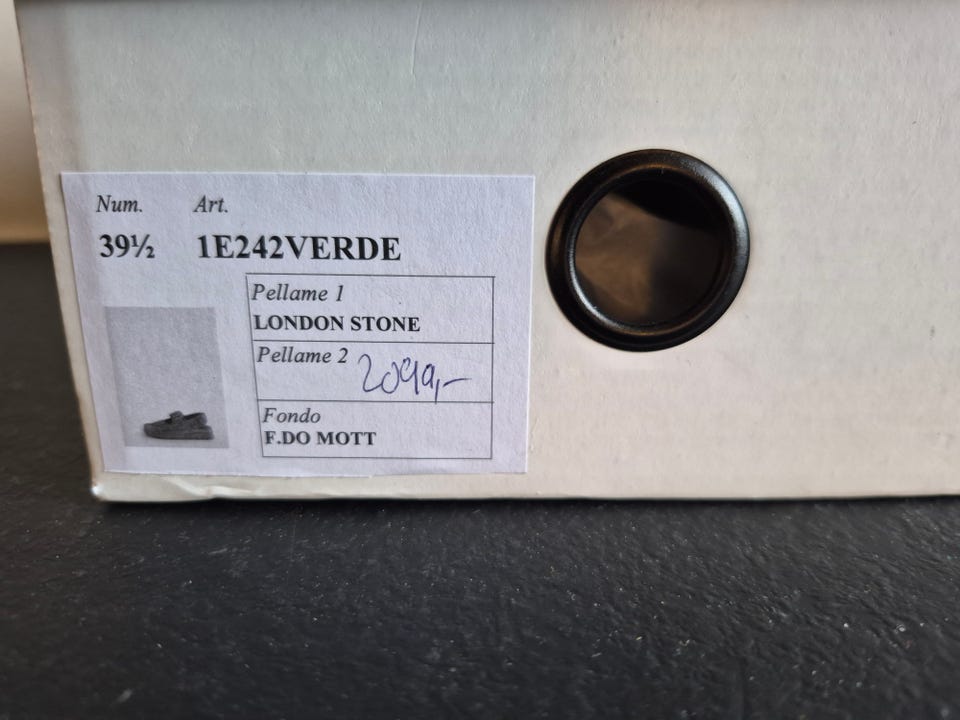 Num. Art.
39½ 1E242VERDE
Pellame 1
LONDON STONE
Pellame 2 2099,-
Fondo
F.DO MOTT